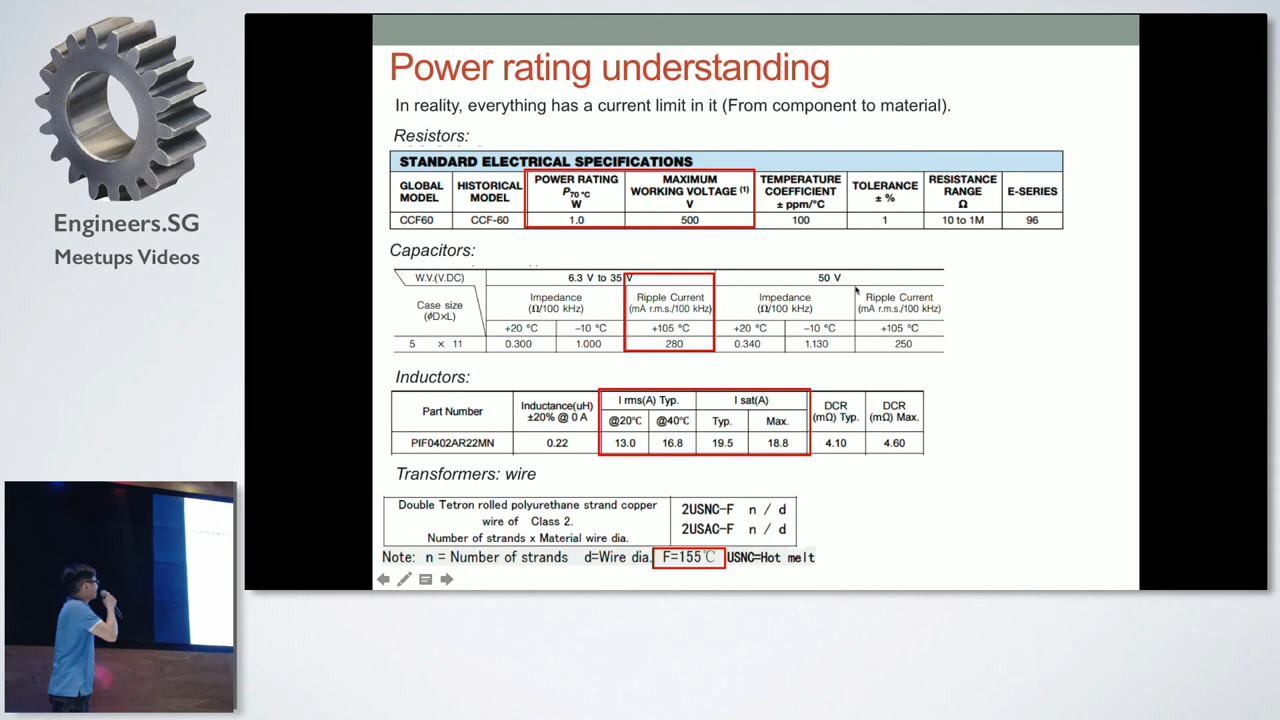 Engineers.SG
Meetups Videos
Power rating understanding
In reality, everything has a current limit in it (From component to material).
Resistors:
STANDARD ELECTRICAL SPECIFICATIONS
GLOBAL MODEL HISTORICAL MODEL POWER RATING P70 °C W MAXIMUM WORKING VOLTAGE (1) V TEMPERATURE COEFFICIENT ± ppm/°C TOLERANCE ± % RESISTANCE RANGE Ω E-SERIES
CCF60 CCF-60 1.0 500 100 1 10 to 1M 96
Capacitors:
W.V.(V.DC) 6.3 V to 35 V 50 V
Case size (φD×L) Impedance (Ω/100 kHz) Ripple Current (mA r.m.s./100 kHz) Impedance (Ω/100 kHz) Ripple Current (mA r.m.s./100 kHz)
+20 °C −10 °C +105 °C +20 °C −10 °C +105 °C
5 × 11 0.300 1.000 280 0.340 1.130 250
Inductors:
Part Number Inductance(uH) ±20% @ 0 A I rms(A) Typ. I sat(A) DCR (mΩ) Typ. DCR (mΩ) Max.
@20℃ @40℃ Typ. Max.
PIF0402AR22MN 0.22 13.0 16.8 19.5 18.8 4.10 4.60
Transformers: wire
Double Tetron rolled polyurethane strand copper
wire of Class 2.
Number of strands x Material wire dia.
2USNC-F n / d
2USAC-F n / d
Note: n = Number of strands d=Wire dia. F=155℃ USNC=Hot melt